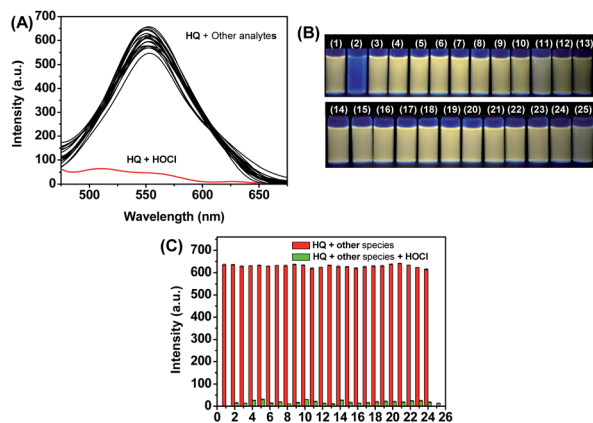 (A)
HQ + Other analytes
HQ + HOCl
Intensity (a.u.)
700
600
500
400
300
200
100
0
500 550 600 650
Wavelength (nm)
(B)
(1) (2) (3) (4) (5) (6) (7) (8) (9) (10) (11) (12) (13)
(14) (15) (16) (17) (18) (19) (20) (21) (22) (23) (24) (25)
(C)
HQ + other species
HQ + other species + HOCl
Intensity (a.u.)
700
600
500
400
300
200
100
0
0 2 4 6 8 10 12 14 16 18 20 22 24 26